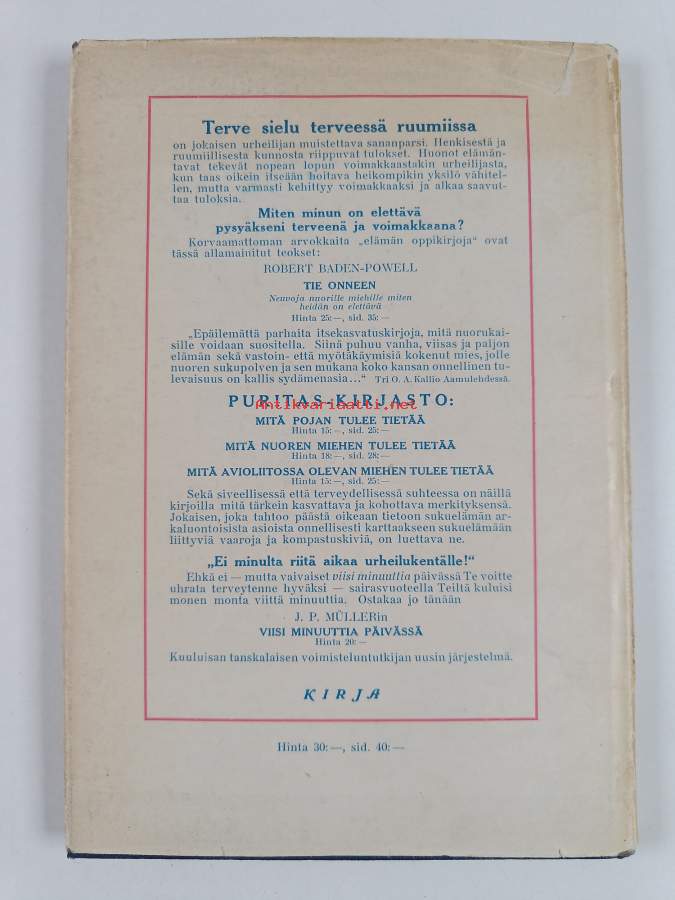 Terve sielu terveessä ruumiissa
on jokaisen urheilijan muistettava sananparsi. Henkisestä ja
ruumiillisesta kunnosta riippuvat tulokset. Huonot elämän-
tavat tekevät nopean lopun voimakkaastakin urheilijasta,
kun taas oikein itseään hoitava heikompikin yksilö vähitel-
len, mutta varmasti kehittyy voimakkaaksi ja alkaa saavut-
taa tuloksia.
Miten minun on elettävä
pysyäkseni terveenä ja voimakkaana?
Korvaamattoman arvokkaita „elämän oppikirjoja“ ovat
tässä allamainitut teokset:
ROBERT BADEN-POWELL
TIE ONNEEN
Neuvoja nuorille miehille miten
heidän on elettävä
Hinta 25:—, sid. 35:—
„Epäilemättä parhaita itsekasvatuskirjoja, mitä nuorukai-
sille voidaan suositella. Siinä puhuu vanha, viisas ja paljon
elämän sekä vastoin- että myötäkäymisiä kokenut mies, jolle
nuoren sukupolven ja sen mukana koko kansan onnellinen tu-
levaisuus on kallis sydämenasia...“ Tri O. A. Kallio Aamulehdessä.
PURITAS-KIRJASTO:
Antikvariaatti.net
MITÄ POJAN TULEE TIETÄÄ
Hinta 15:—, sid. 25:—
MITÄ NUOREN MIEHEN TULEE TIETÄÄ
Hinta 18:—, sid. 28:—
MITÄ AVIOLIITOSSA OLEVAN MIEHEN TULEE TIETÄÄ
Hinta 15:—, sid. 25:—
Sekä siveellisessä että terveydellisessä suhteessa on näillä
kirjoilla mitä tärkein kasvattava ja kohottava merkityksensä.
Jokaisen, joka tahtoo päästä oikeaan tietoon sukuelämän ar-
kaluontoisista asioista onnellisesti karttaakseen sukuelämään
liittyviä vaaroja ja kompastuskiviä, on luettava ne.
„Ei minulta riitä aikaa urheilukentälle!“
Ehkä ei — mutta vaivaiset viisi minuuttia päivässä Te voitte
uhrata terveytenne hyväksi — sairasvuoteella Teiltä kuluisi
monen monta viittä minuuttia. Ostakaa jo tänään
J. P. MÜLLERin
VIISI MINUUTTIA PÄIVÄSSÄ
Hinta 20:—
Kuuluisan tanskalaisen voimisteluntutkijan uusin järjestelmä.
KIRJA
Hinta 30:—, sid. 40:—